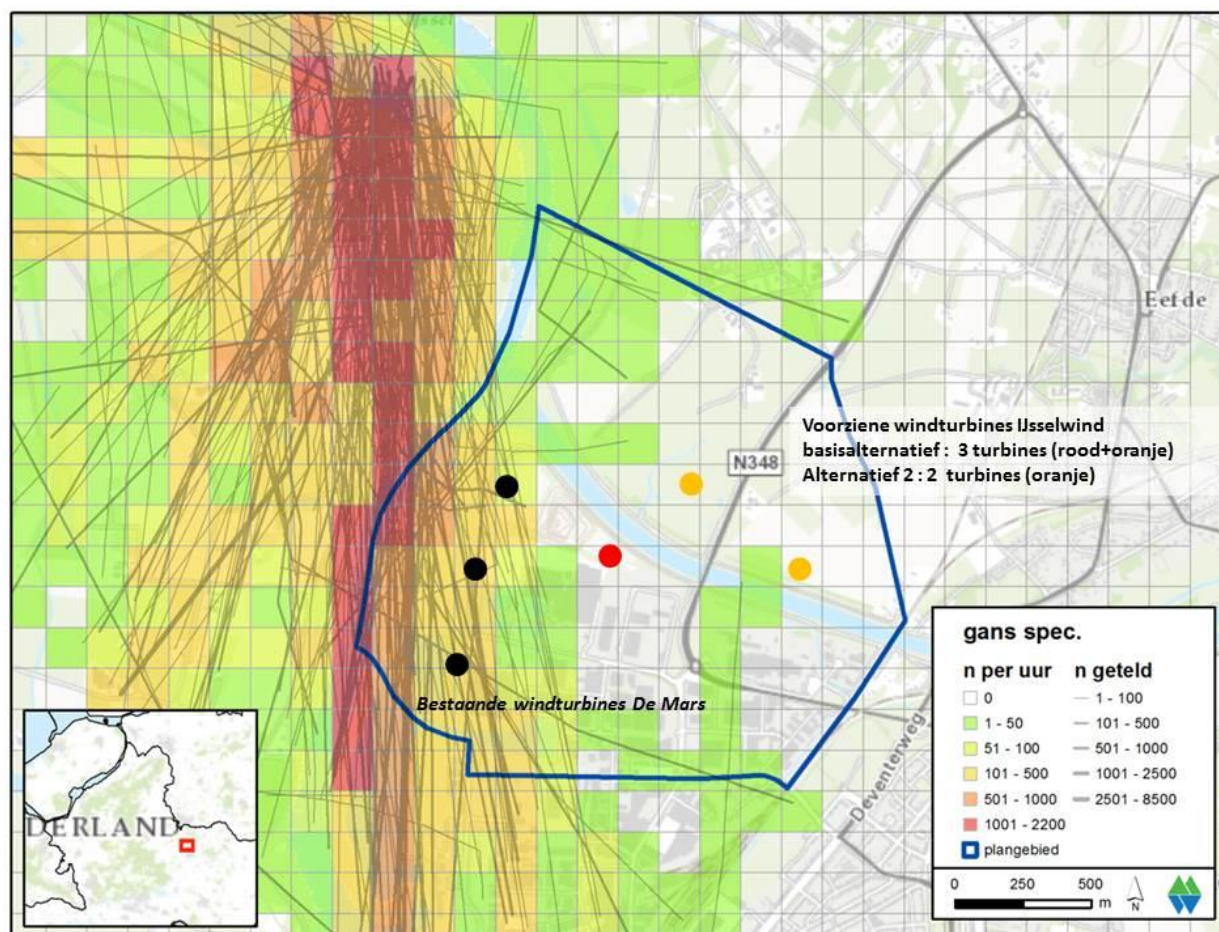 IJssel
Eefde
Voorziene windturbines IJsselwind
basisalternatief : 3 turbines (rood+oranje)
Alternatief 2 : 2 turbines (oranje)
N348
Bestaande windturbines De Mars
Deventerweg
DERLAND
gans spec.
n per uur n geteld
0 1 - 100
1 - 50 101 - 500
51 - 100 501 - 1000
101 - 500 1001 - 2500
501 - 1000 2501 - 8500
1001 - 2200
plangebied
0 250 500
m
N